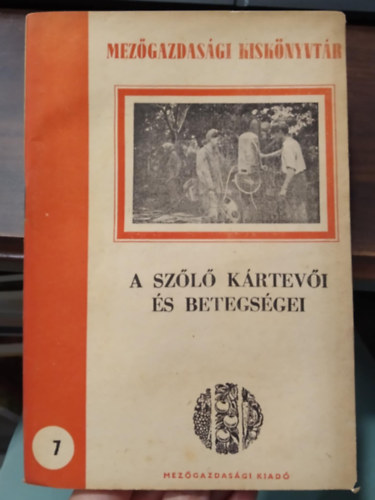 MEZŐGAZDASÁGI KISKÖNYVTÁR
A SZŐLŐ KÁRTEVŐI
ÉS BETEGSÉGEI
7
MEZŐGAZDASÁGI KIADÓ